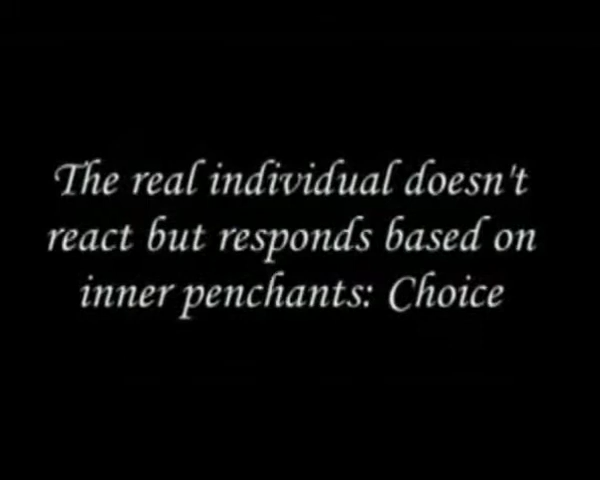 The real individual doesn't
react but responds based on
inner penchants: Choice